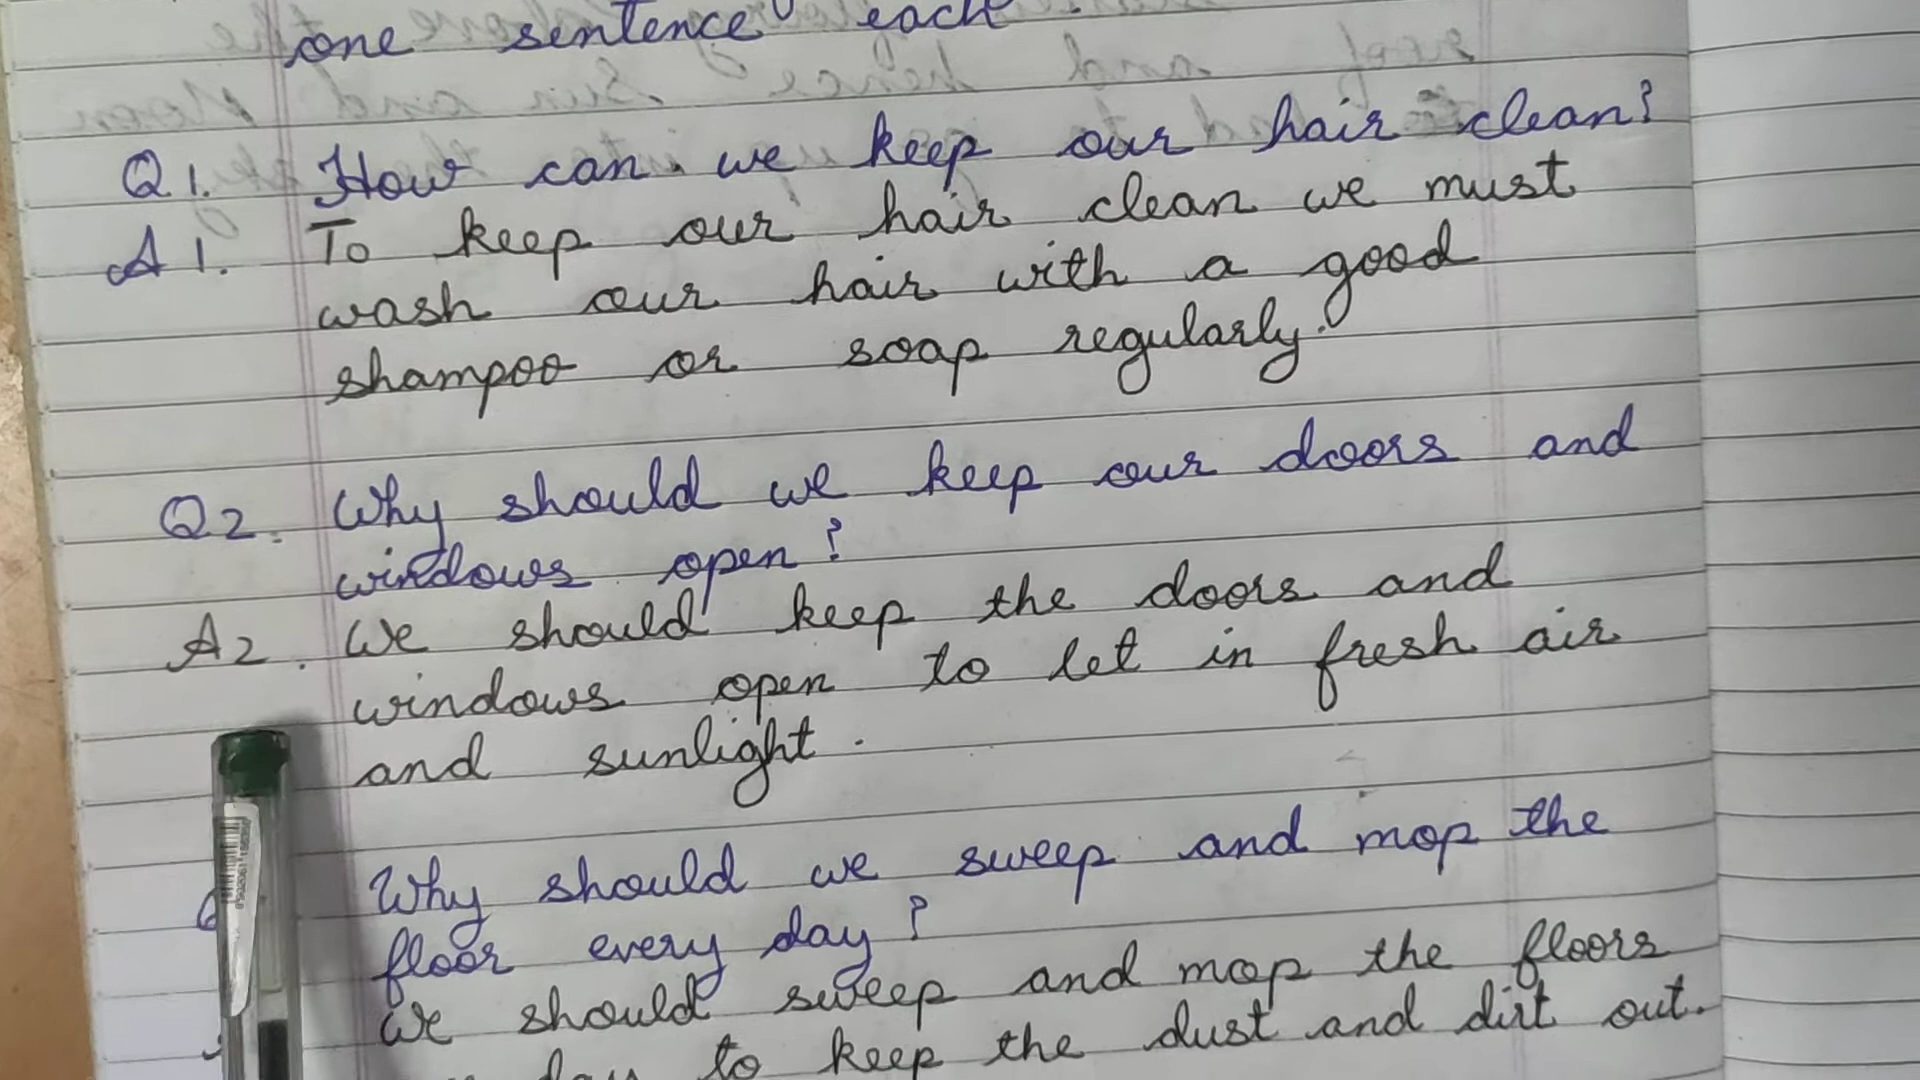 one sentence each.
Q1. How can we keep our hair clean?
A1. To keep our hair clean we must
wash our hair with a good
shampoo or soap regularly.
Q2. Why should we keep our doors and
windows open?
A2. We should keep the doors and
windows open to let in fresh air
and sunlight.
Why should we sweep and mop the
floor every day?
We should sweep and mop the floors
day to keep the dust and dirt out.